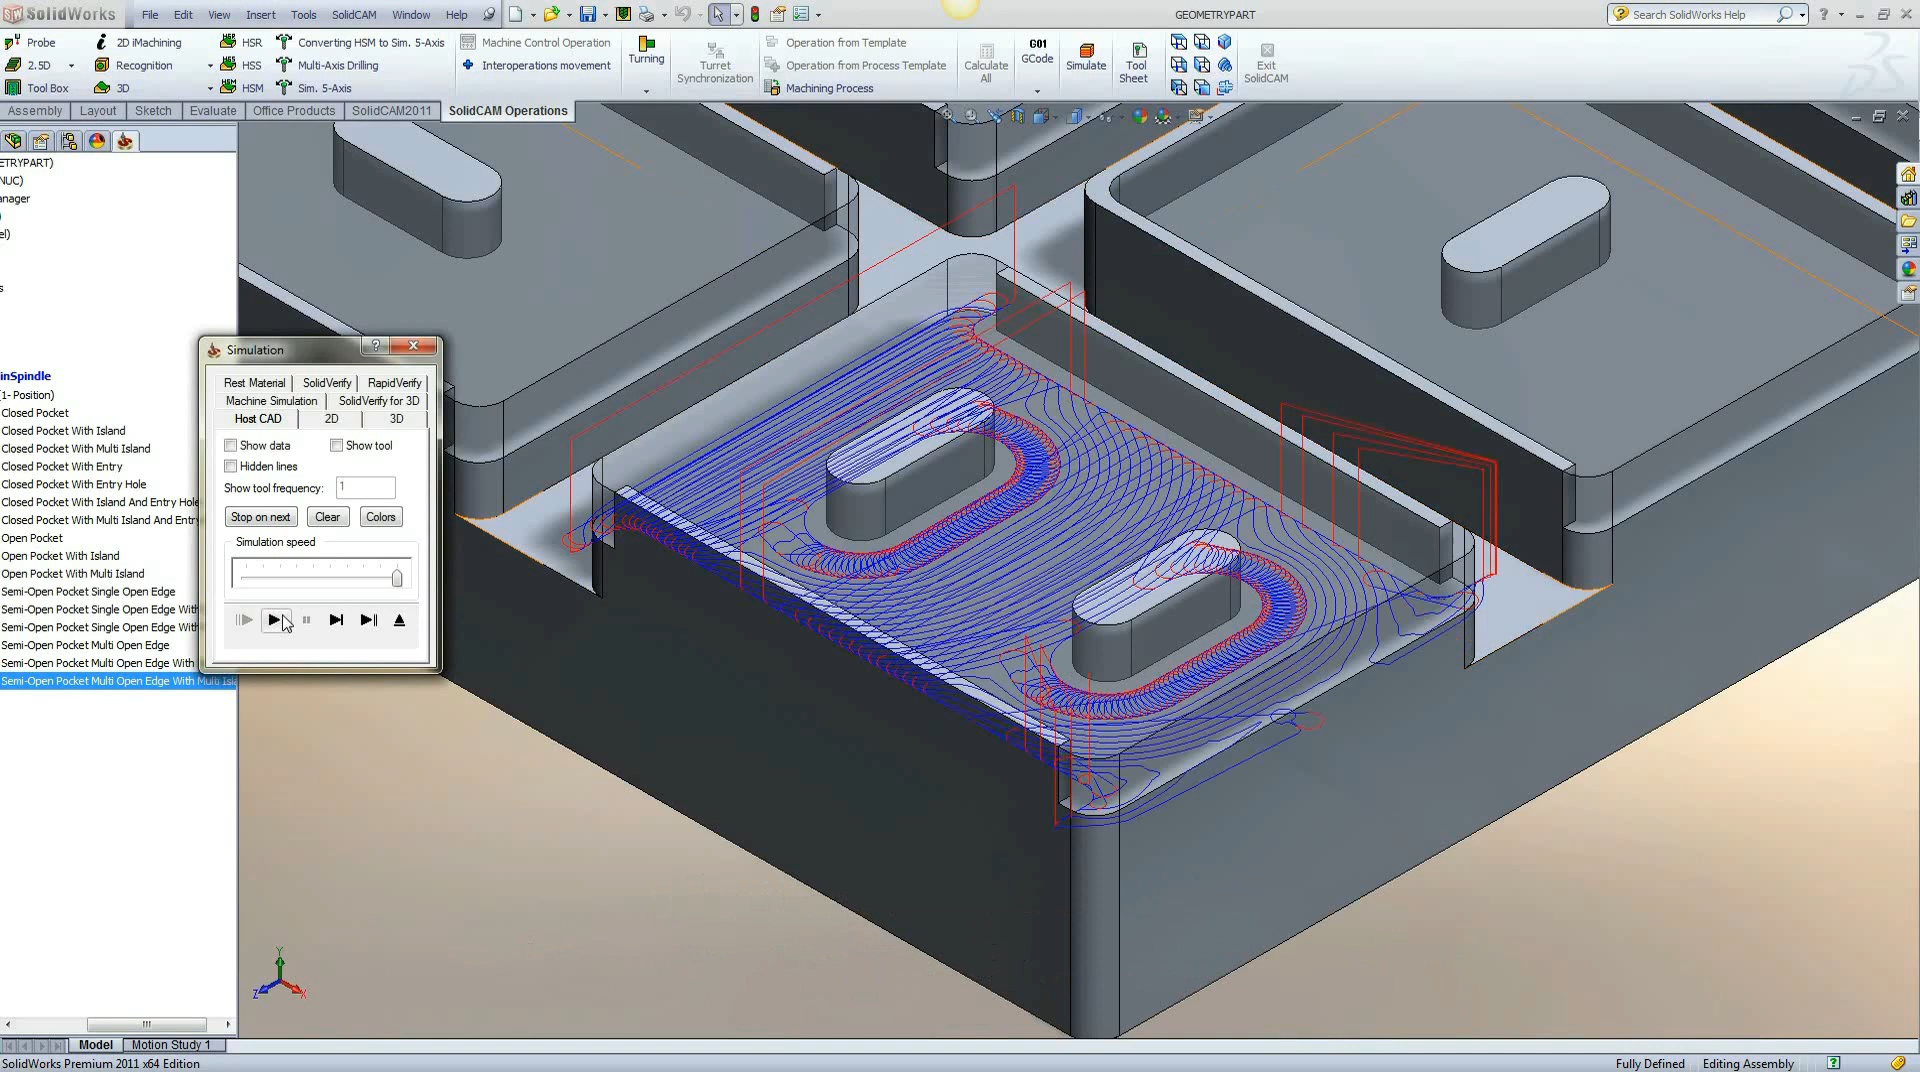 SolidWorks File Edit View Insert Tools SolidCAM Window Help GEOMETRYPART Search SolidWorks Help
Probe 2D iMachining HSR Converting HSM to Sim. 5-Axis Machine Control Operation Operation from Template
2.5D Recognition HSS Multi-Axis Drilling Interoperations movement Operation from Process Template
Tool Box 3D HSM Sim. 5-Axis Machining Process
Turning
Turret Synchronization
Calculate All
G01 GCode
Simulate
Tool Sheet
Exit SolidCAM
Assembly Layout Sketch Evaluate Office Products SolidCAM2011 SolidCAM Operations
ETRYPART)
NUC)
anager
el)
s
inSpindle
1- Position)
Closed Pocket
Closed Pocket With Island
Closed Pocket With Multi Island
Closed Pocket With Entry
Closed Pocket With Entry Hole
Closed Pocket With Island And Entry Hole
Closed Pocket With Multi Island And Entry
Open Pocket
Open Pocket With Island
Open Pocket With Multi Island
Semi-Open Pocket Single Open Edge
Semi-Open Pocket Single Open Edge With
Semi-Open Pocket Single Open Edge With
Semi-Open Pocket Multi Open Edge
Semi-Open Pocket Multi Open Edge With
Semi-Open Pocket Multi Open Edge With Multi Isla
Simulation
Rest Material SolidVerify RapidVerify
Machine Simulation SolidVerify for 3D
Host CAD 2D 3D
Show data Show tool
Hidden lines
Show tool frequency: 1
Stop on next Clear Colors
Simulation speed
Y
Z X
Model Motion Study 1
SolidWorks Premium 2011 x64 Edition Fully Defined Editing Assembly